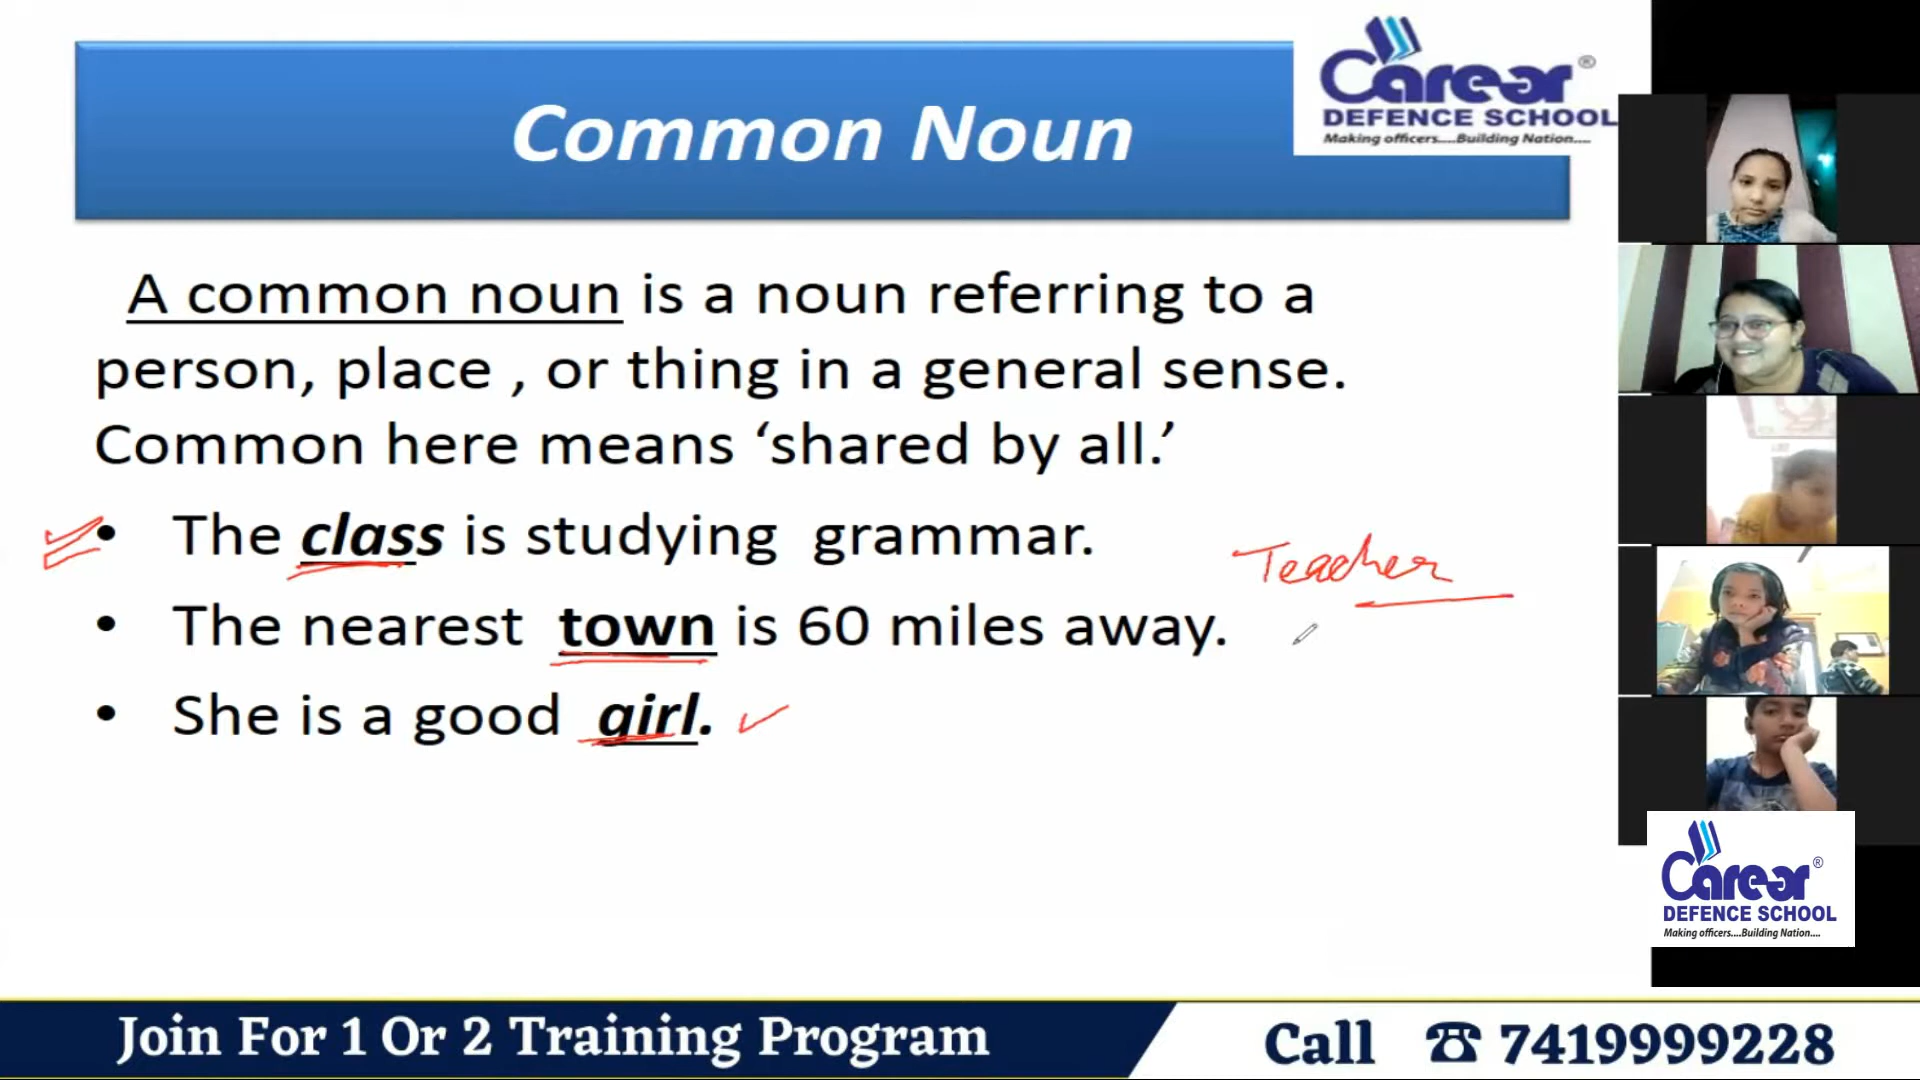 Common Noun
Carear®
DEFENCE SCHOOL
Making officers....Building Nation....
A common noun is a noun referring to a
person, place , or thing in a general sense.
Common here means ‘shared by all.’
• The class is studying grammar.
Teacher
• The nearest town is 60 miles away.
• She is a good girl.
Carear®
DEFENCE SCHOOL
Making officers....Building Nation....
Join For 1 Or 2 Training Program
Call ☎ 7419999228